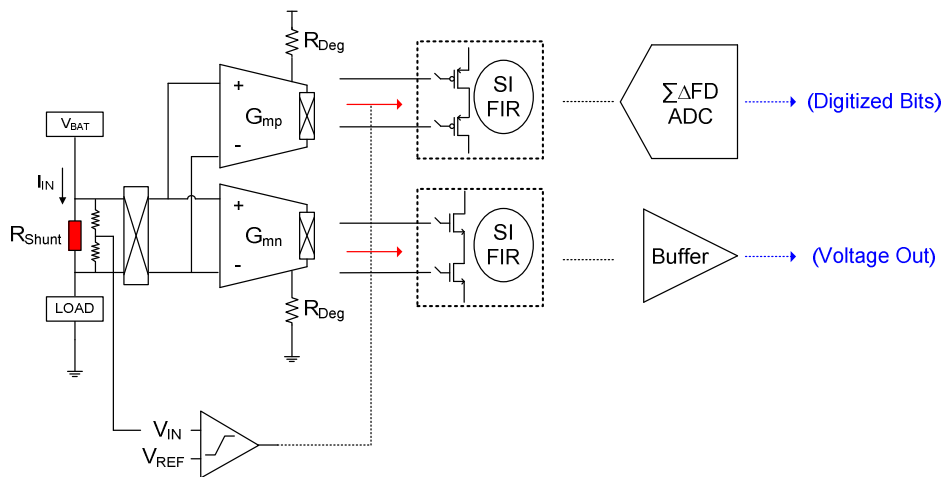 R_Deg
+
G_mp
-
SI
FIR
ΣΔFD
ADC
(Digitized Bits)
V_BAT
I_IN
R_Shunt
LOAD
+
G_mn
-
R_Deg
SI
FIR
Buffer
(Voltage Out)
V_IN
V_REF